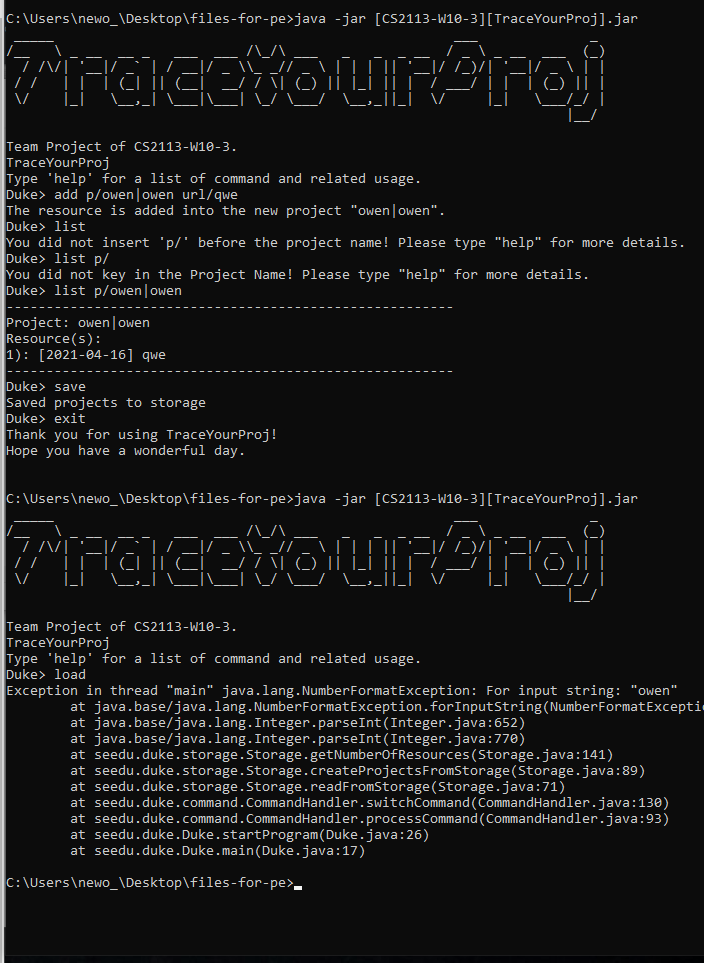 C:\Users\newo_\Desktop\files-for-pe>java -jar [CS2113-W10-3][TraceYourProj].jar
TraceYourProj
Team Project of CS2113-W10-3.
TraceYourProj
Type 'help' for a list of command and related usage.
Duke> add p/owen|owen url/qwe
The resource is added into the new project "owen|owen".
Duke> list
You did not insert 'p/' before the project name! Please type "help" for more details.
Duke> list p/
You did not key in the Project Name! Please type "help" for more details.
Duke> list p/owen|owen
--------------------------------------------------------
Project: owen|owen
Resource(s):
1): [2021-04-16] qwe
--------------------------------------------------------
Duke> save
Saved projects to storage
Duke> exit
Thank you for using TraceYourProj!
Hope you have a wonderful day.
C:\Users\newo_\Desktop\files-for-pe>java -jar [CS2113-W10-3][TraceYourProj].jar
TraceYourProj
Team Project of CS2113-W10-3.
TraceYourProj
Type 'help' for a list of command and related usage.
Duke> load
Exception in thread "main" java.lang.NumberFormatException: For input string: "owen"
at java.base/java.lang.NumberFormatException.forInputString(NumberFormatExcepti
at java.base/java.lang.Integer.parseInt(Integer.java:652)
at java.base/java.lang.Integer.parseInt(Integer.java:770)
at seedu.duke.storage.Storage.getNumberOfResources(Storage.java:141)
at seedu.duke.storage.Storage.createProjectsFromStorage(Storage.java:89)
at seedu.duke.storage.Storage.readFromStorage(Storage.java:71)
at seedu.duke.command.CommandHandler.switchCommand(CommandHandler.java:130)
at seedu.duke.command.CommandHandler.processCommand(CommandHandler.java:93)
at seedu.duke.Duke.startProgram(Duke.java:26)
at seedu.duke.Duke.main(Duke.java:17)
C:\Users\newo_\Desktop\files-for-pe>